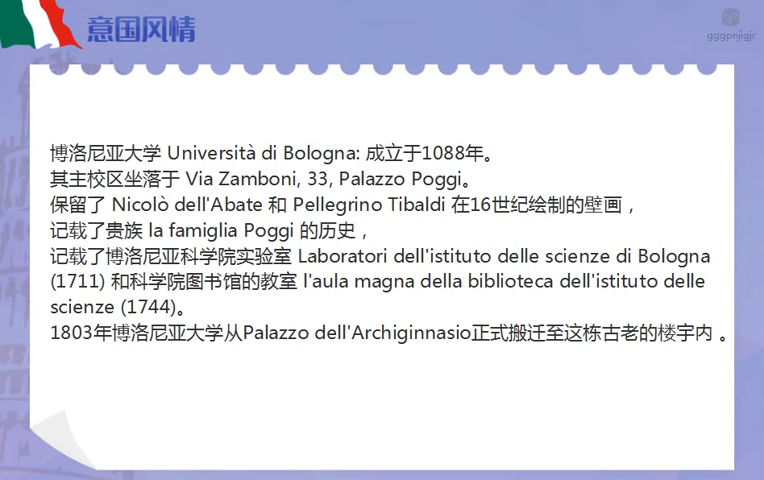 意国风情
gggpnjigjr
博洛尼亚大学 Università di Bologna: 成立于1088年。
其主校区坐落于 Via Zamboni, 33, Palazzo Poggi。
保留了 Nicolò dell'Abate 和 Pellegrino Tibaldi 在16世纪绘制的壁画，
记载了贵族 la famiglia Poggi 的历史，
记载了博洛尼亚科学院实验室 Laboratori dell'istituto delle scienze di Bologna
(1711) 和科学院图书馆的教室 l'aula magna della biblioteca dell'istituto delle
scienze (1744)。
1803年博洛尼亚大学从Palazzo dell'Archiginnasio正式搬迁至这栋古老的楼宇内 。